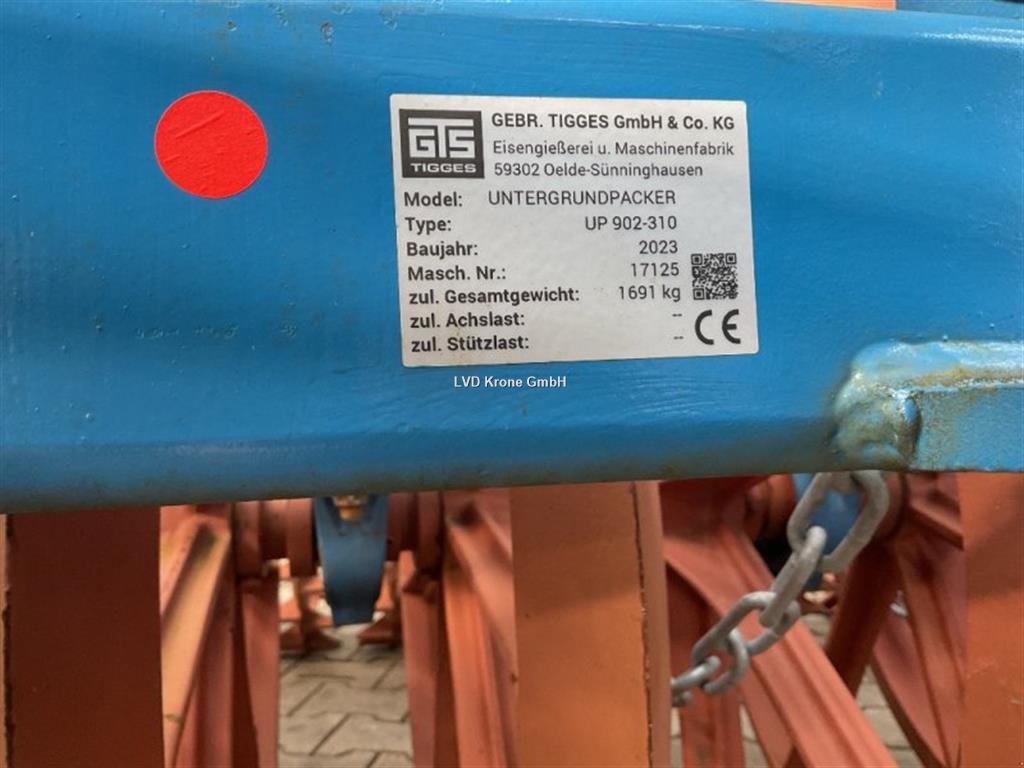 GTS
TIGGES
GEBR. TIGGES GmbH & Co. KG
Eisengießerei u. Maschinenfabrik
59302 Oelde-Sünninghausen
Model: UNTERGRUNDPACKER
Type: UP 902-310
Baujahr: 2023
Masch. Nr.: 17125
zul. Gesamtgewicht: 1691 kg
zul. Achslast: --
zul. Stützlast: --
CE
LVD Krone GmbH